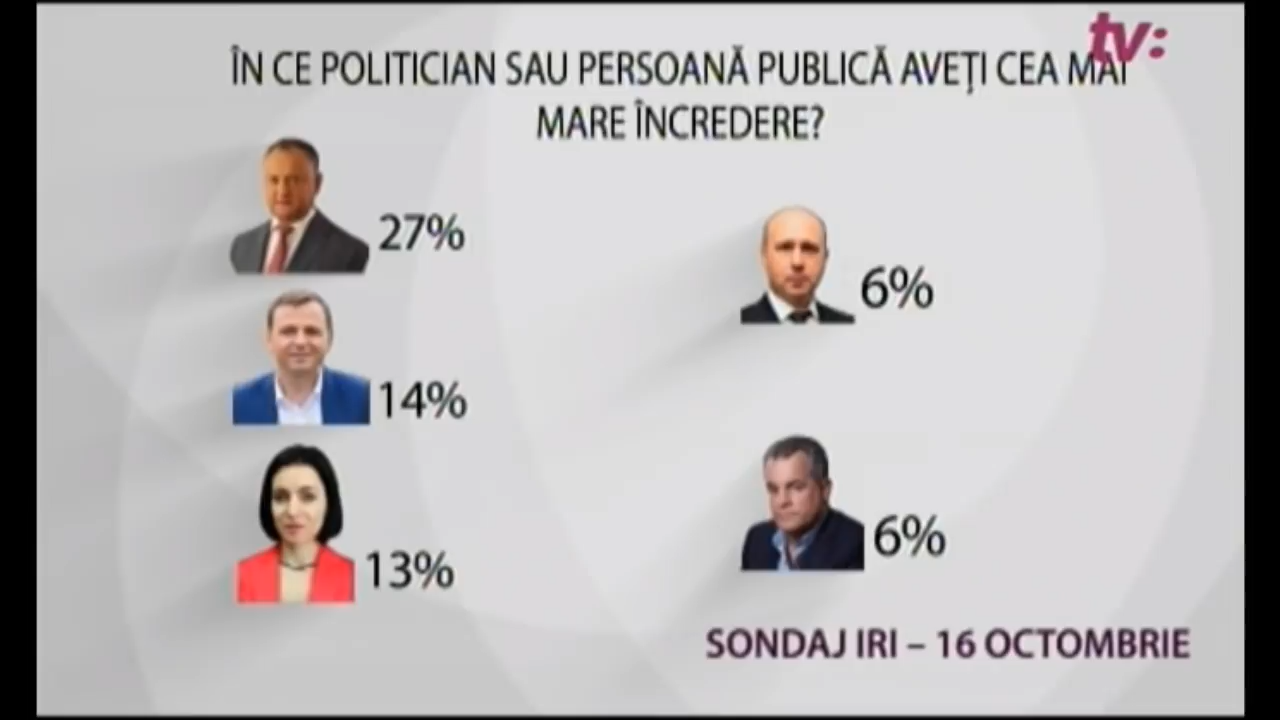 tv:
ÎN CE POLITICIAN SAU PERSOANĂ PUBLICĂ AVEȚI CEA MAI
MARE ÎNCREDERE?
27%
14%
13%
6%
6%
SONDAJ IRI – 16 OCTOMBRIE